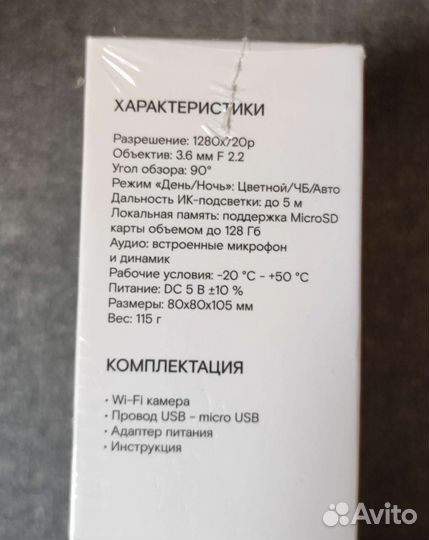 ХАРАКТЕРИСТИКИ
Разрешение: 1280x720p
Объектив: 3.6 мм F 2.2
Угол обзора: 90°
Режим «День/Ночь»: Цветной/ЧБ/Авто
Дальность ИК-подсветки: до 5 м
Локальная память: поддержка MicroSD
карты объемом до 128 Гб
Аудио: встроенные микрофон
и динамик
Рабочие условия: -20 °C - +50 °C
Питание: DC 5 В ±10 %
Размеры: 80x80x105 мм
Вес: 115 г
КОМПЛЕКТАЦИЯ
• Wi-Fi камера
• Провод USB - micro USB
• Адаптер питания
• Инструкция
Avito